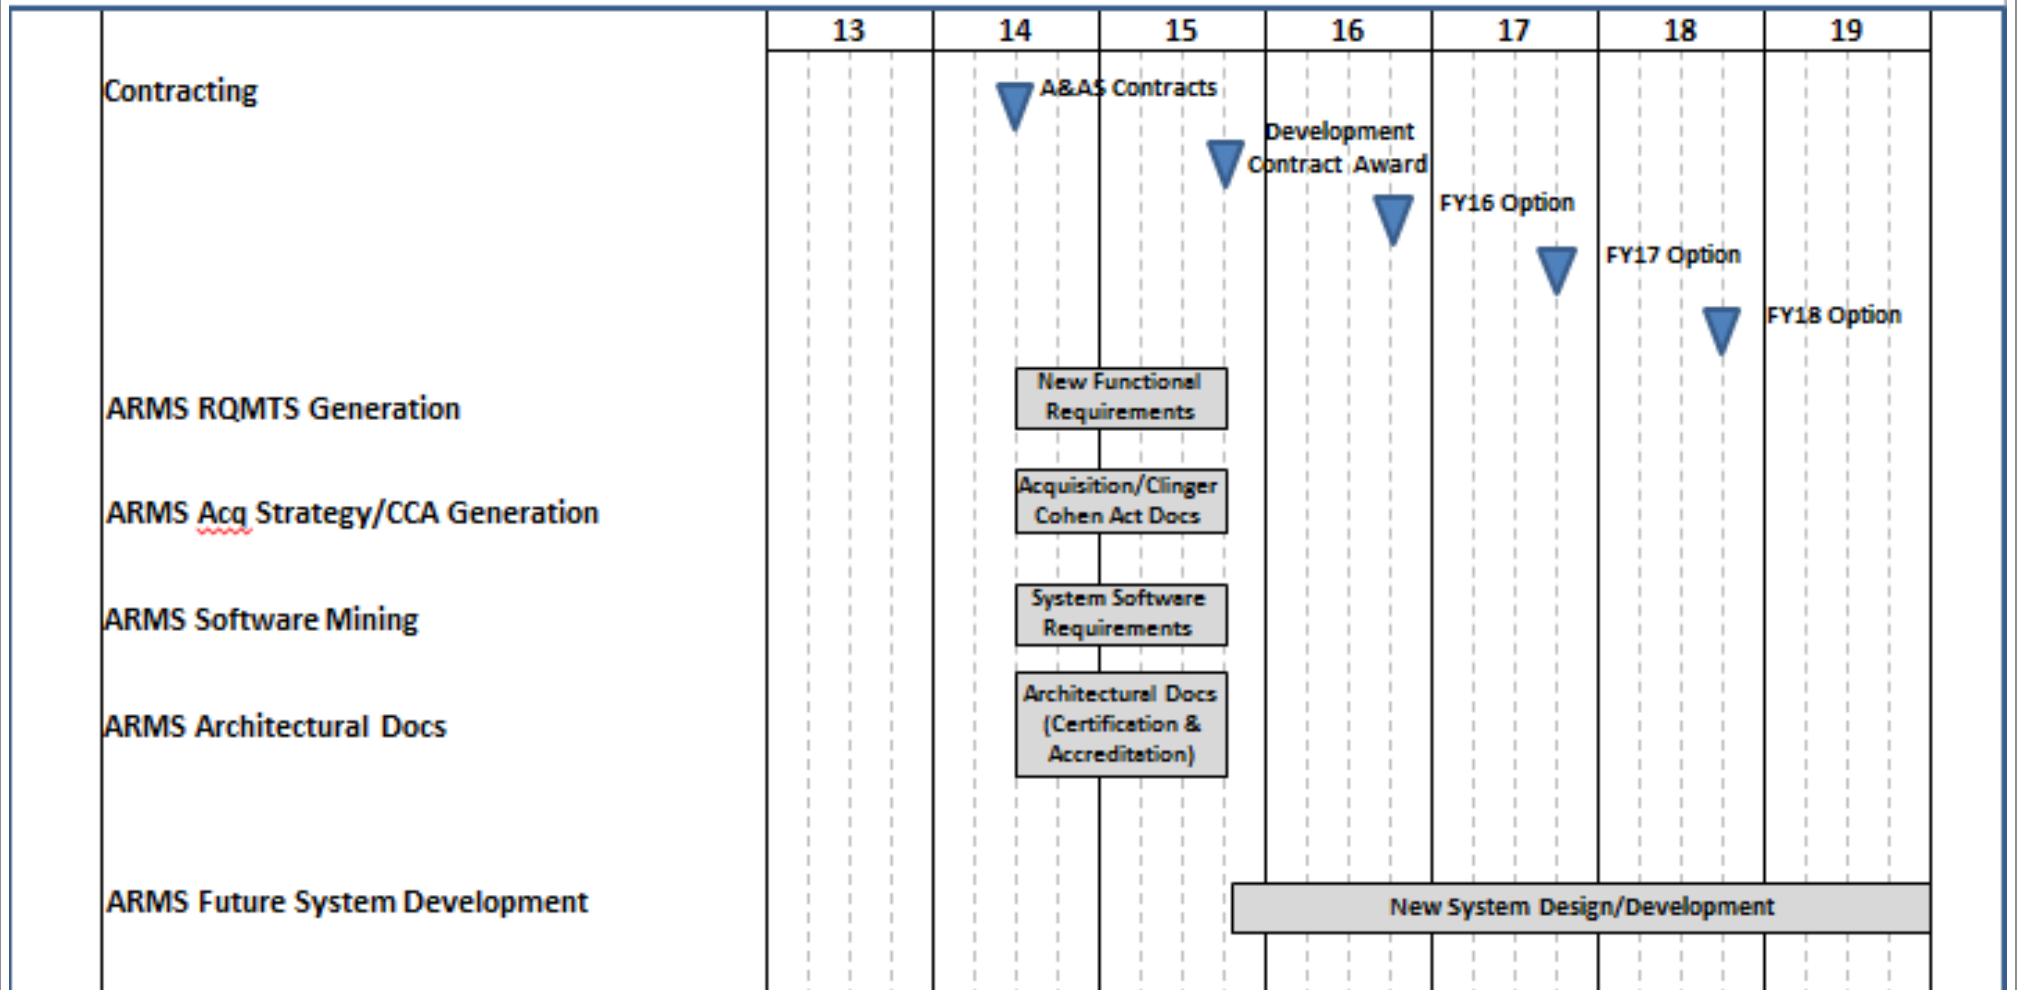 13 14 15 16 17 18 19
Contracting
A&AS Contracts
Development
Contract Award
FY16 Option
FY17 Option
FY18 Option
ARMS RQMTS Generation
New Functional
Requirements
ARMS Acq Strategy/CCA Generation
Acquisition/Clinger
Cohen Act Docs
ARMS Software Mining
System Software
Requirements
ARMS Architectural Docs
Architectural Docs
(Certification &
Accreditation)
ARMS Future System Development
New System Design/Development